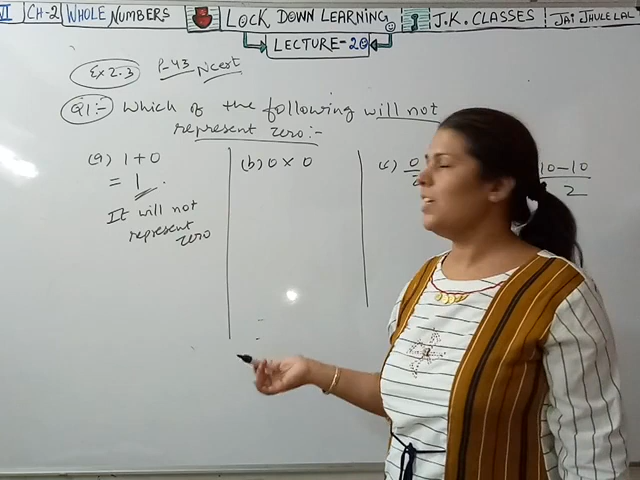 VI CH-2 WHOLE NUMBERS LOCK DOWN LEARNING J.K. CLASSES JAI JHULELAL
LECTURE-20
Ex 2.3 P-43 Ncert
Q1:- Which of the following will not
represent zero:-
(a) 1+0
= 1
It will not
represent
zero
(b) 0 × 0
(c) 0/2
10-10/2